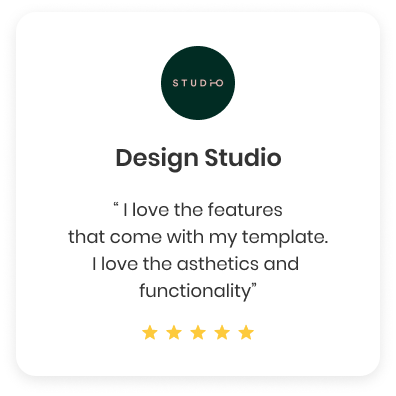 STUDIO
Design Studio
“ I love the features
that come with my template.
I love the asthetics and
functionality”